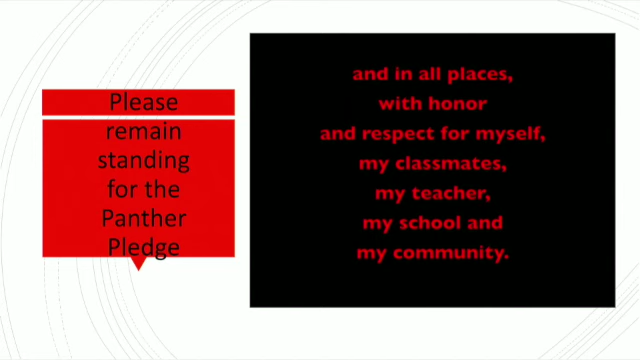 Please
remain
standing
for the
Panther
Pledge
and in all places,
with honor
and respect for myself,
my classmates,
my teacher,
my school and
my community.